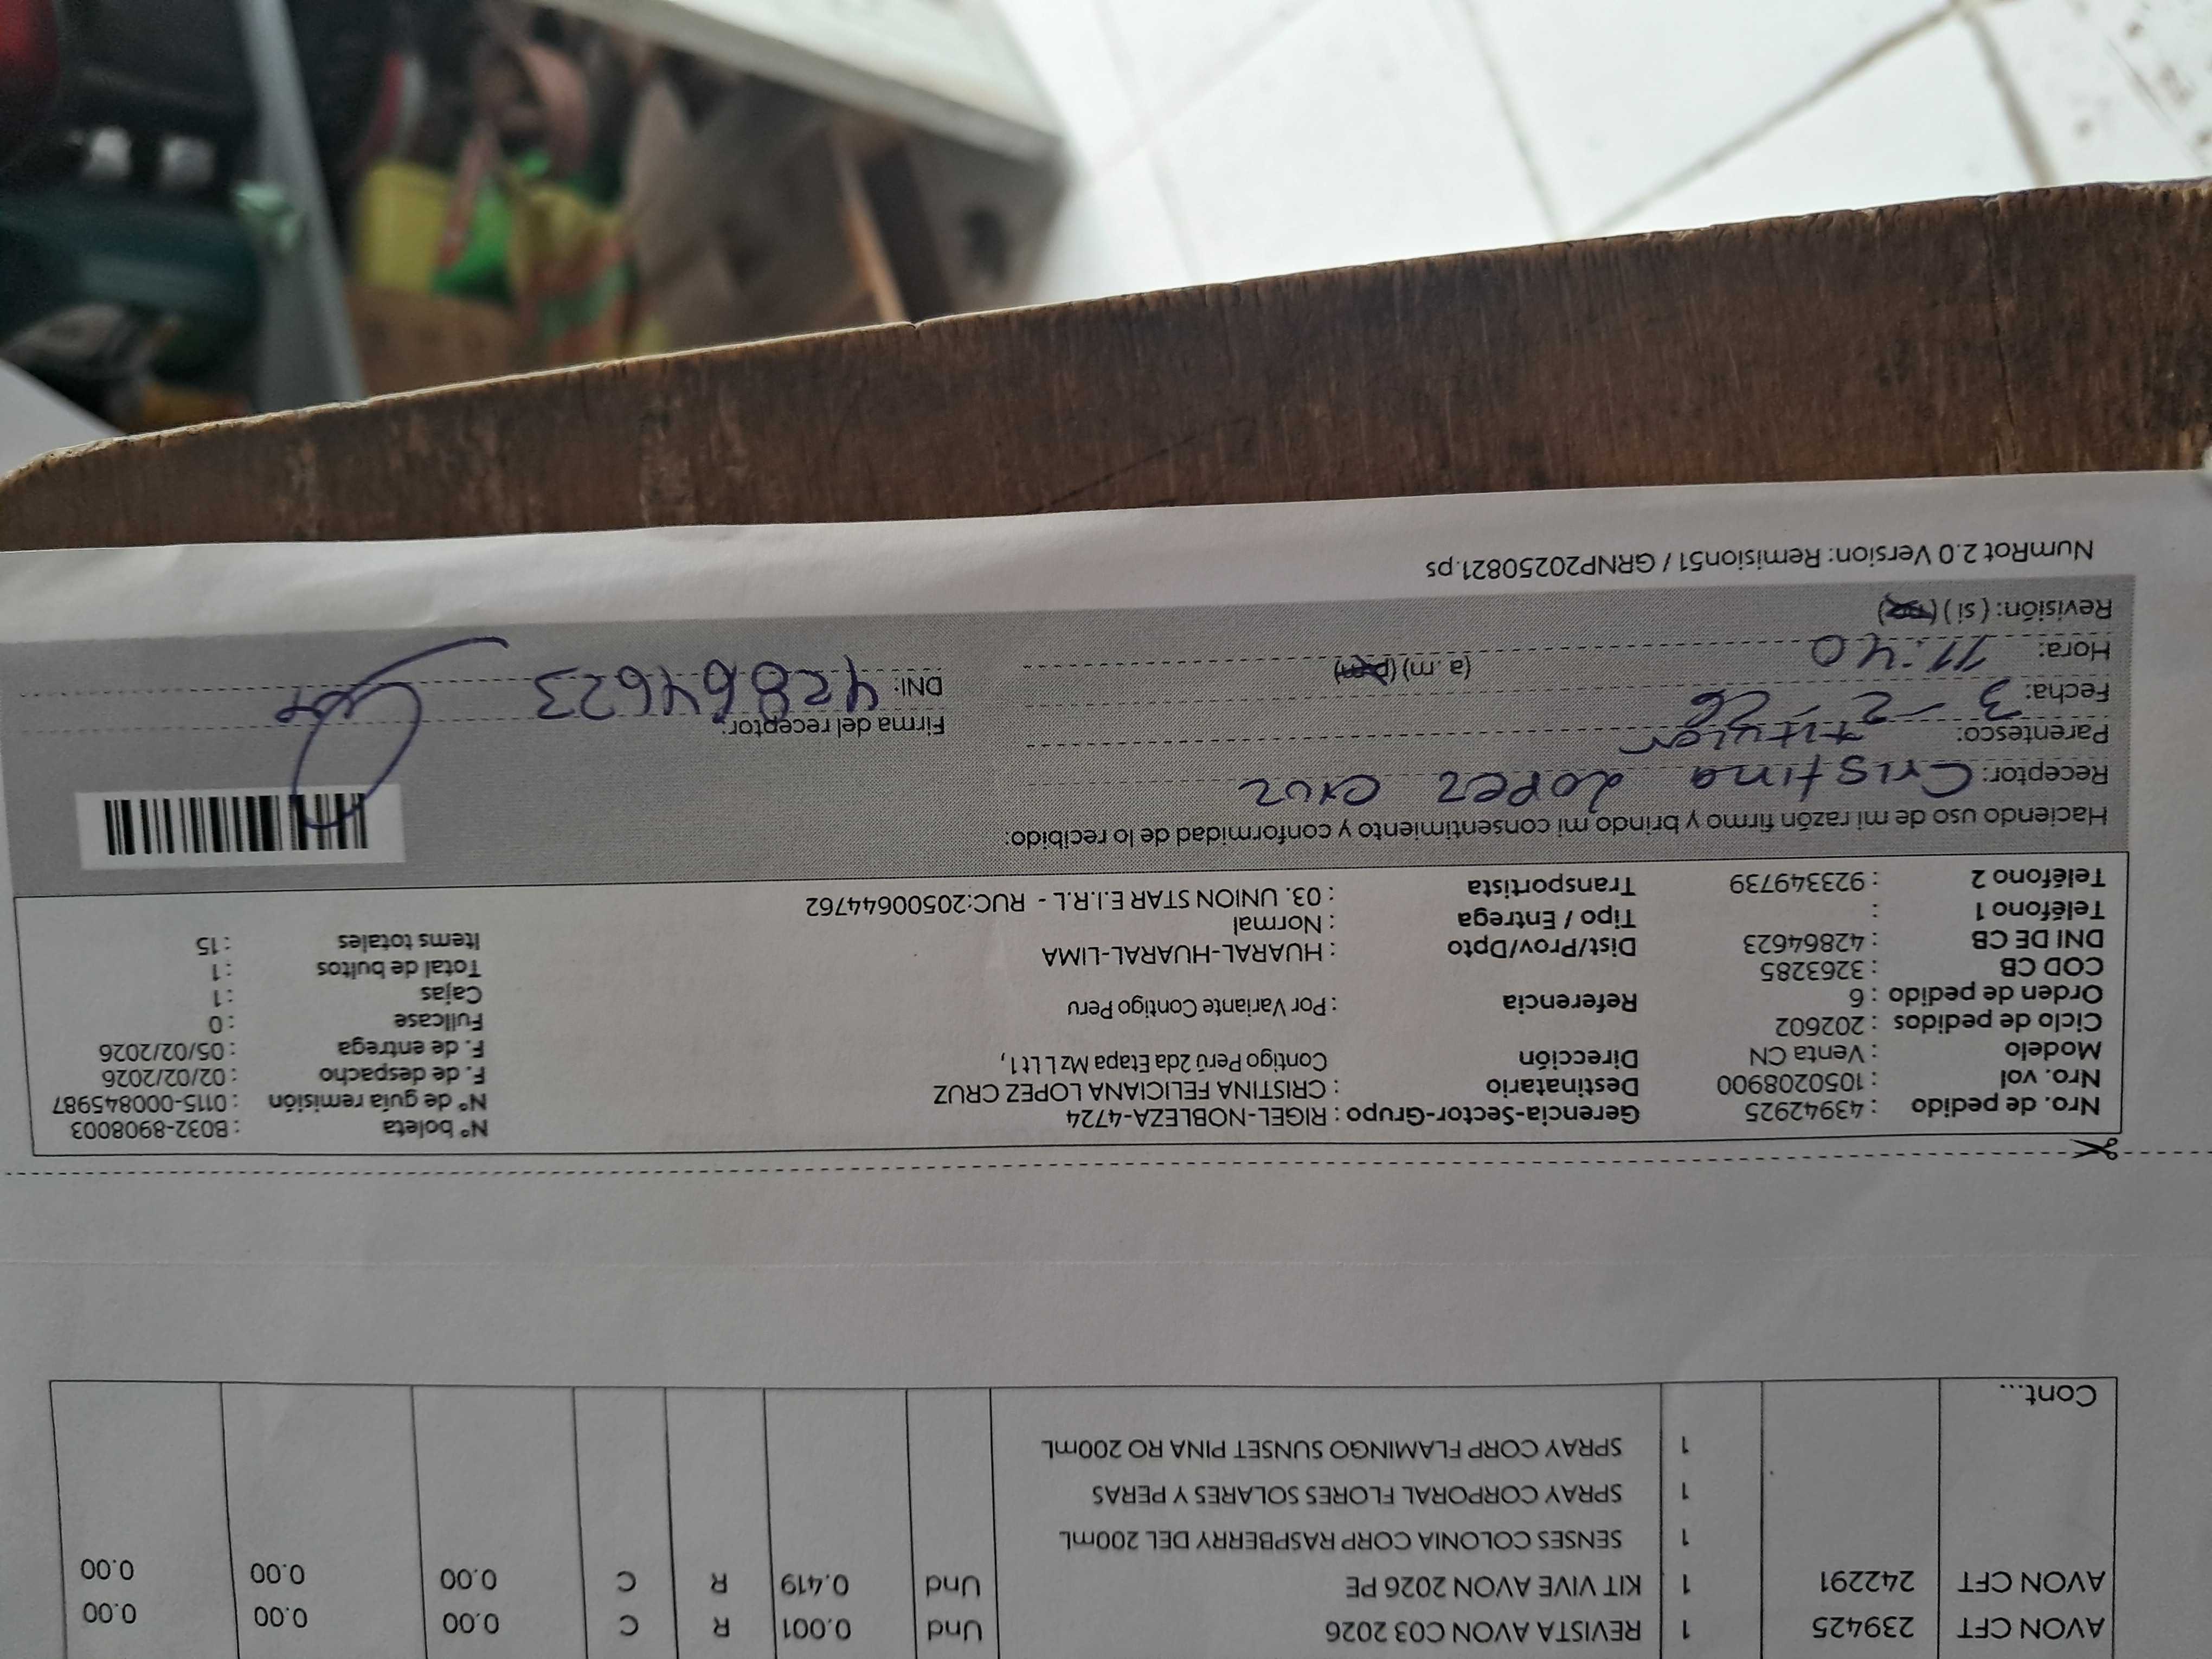 AVON CFT 239425 1 REVISTA AVON C03 2026 Und 0.001 R C 0.00 0.00 0.00
AVON CFT 242291 1 KIT VIVE AVON 2026 PE Und 0.419 R C 0.00 0.00 0.00
1 SENSES COLONIA CORP RASPBERRY DEL 200mL
1 SPRAY CORPORAL FLORES SOLARES Y PERAS
1 SPRAY CORP FLAMINGO SUNSET PINA RO 200mL
Cont...
Nro. de pedido : 43942925
Nro. vol : 1050208900
Modelo : Venta CN
Ciclo de pedidos : 202602
Orden de pedido : 6
COD CB : 3263285
DNI DE CB : 42864623
Teléfono 1 :
Teléfono 2 : 923349739
Gerencia-Sector-Grupo : RIGEL-NOBLEZA-4724
Destinatario : CRISTINA FELICIANA LOPEZ CRUZ
Dirección Contigo Perú 2da Etapa Mz L Lt 1,
Referencia : Por Variante Contigo Peru
Dist/Prov/Dpto : HUARAL-HUARAL-LIMA
Tipo / Entrega : Normal
Transportista : 03. UNION STAR E.I.R.L - RUC:20500644762
N° boleta : B032-8908003
N° de guía remisión : 0115-000845987
F. de despacho : 02/02/2026
F. de entrega : 05/02/2026
Fullcase : 0
Cajas : 1
Total de bultos : 1
Items totales : 15
Haciendo uso de mi razón firmo y brindo mi consentimiento y conformidad de lo recibido:
Receptor: Cristina Lopez Cruz
Parentesco: titular
Fecha: 3-2-26
Hora: 11:40 (a. m) (p.m)
Revisión: ( si ) (no)
Firma del receptor:
DNI: 42864623
NumRot 2.0 Version: Remision51 / GRNP20250821.ps